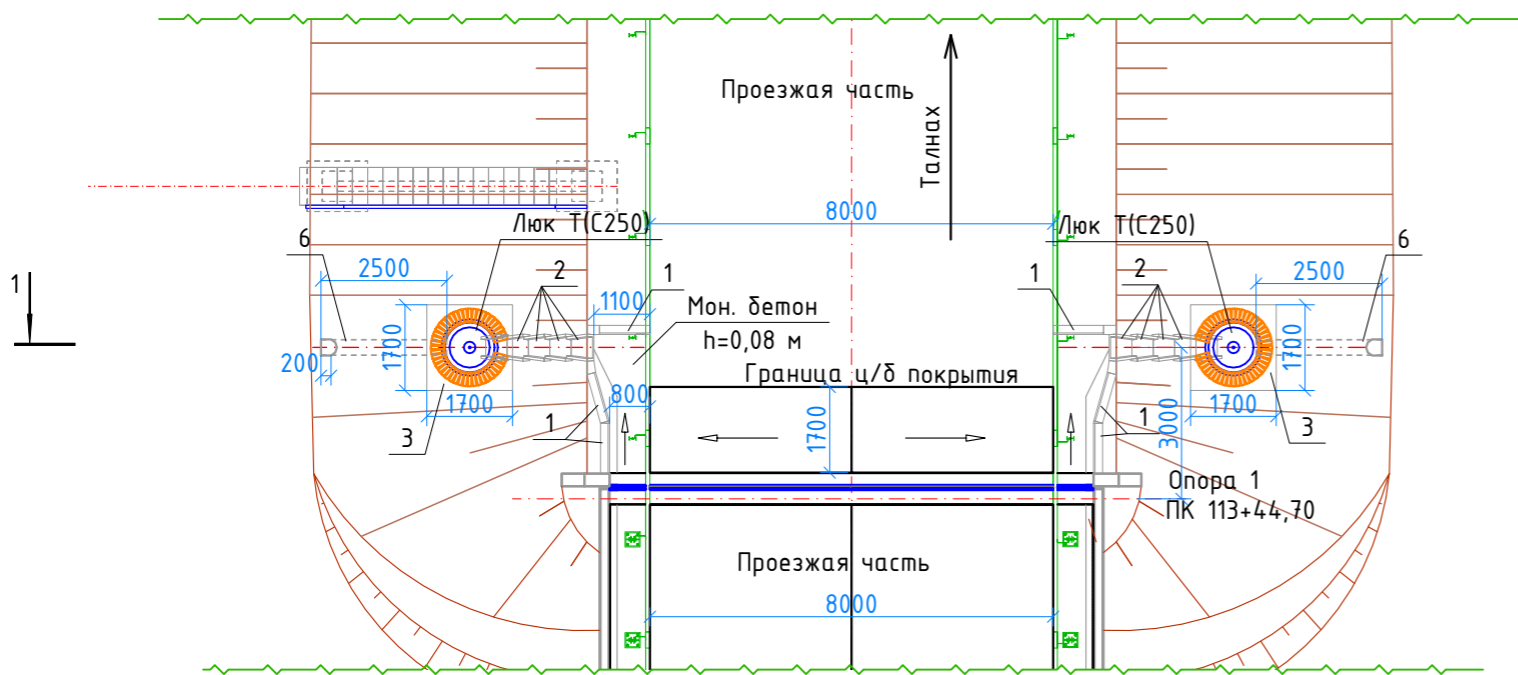 Проезжая часть
Талнах
8000
Люк Т(С250)
Люк Т(С250)
6
6
2500
2
1
1
2
2500
1
1100
Мон. бетон
h=0,08 м
1700
1700
200
Граница ц/б покрытия
800
1700
1700
3
1
1700
3000
1
3
Опора 1
ПК 113+44,70
Проезжая часть
8000